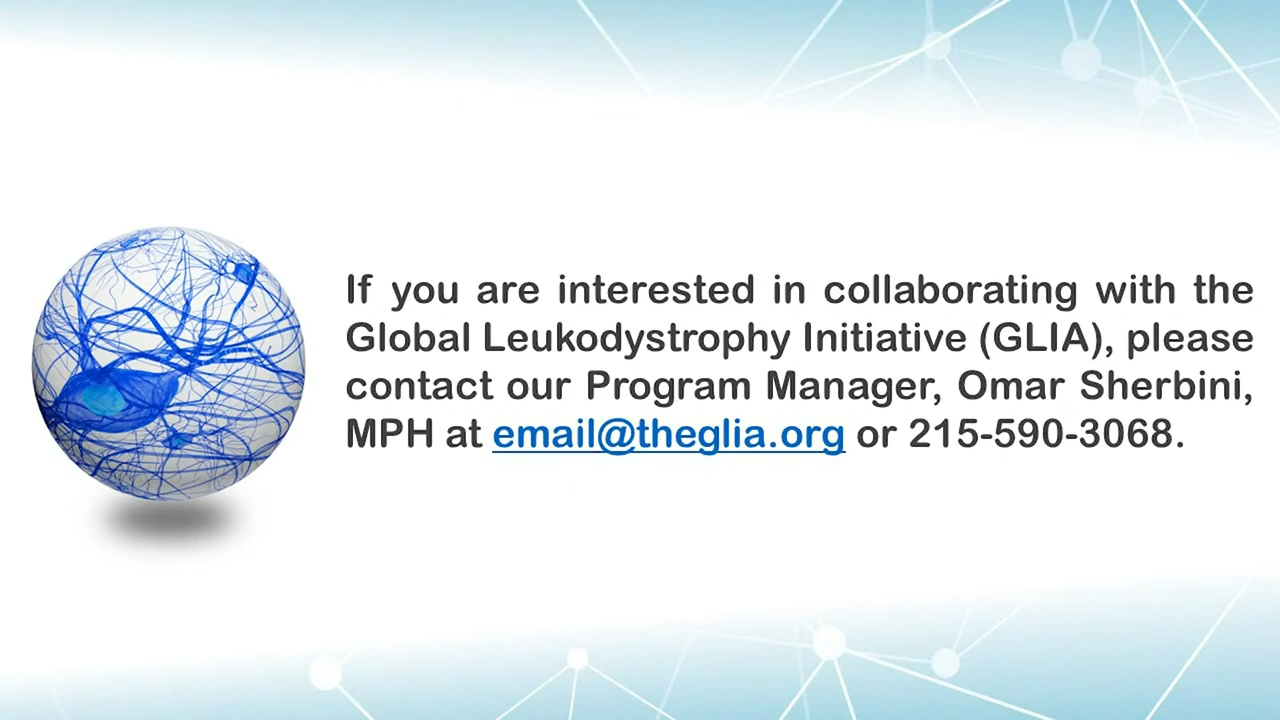 If you are interested in collaborating with the
Global Leukodystrophy Initiative (GLIA), please
contact our Program Manager, Omar Sherbini,
MPH at email@theglia.org or 215-590-3068.